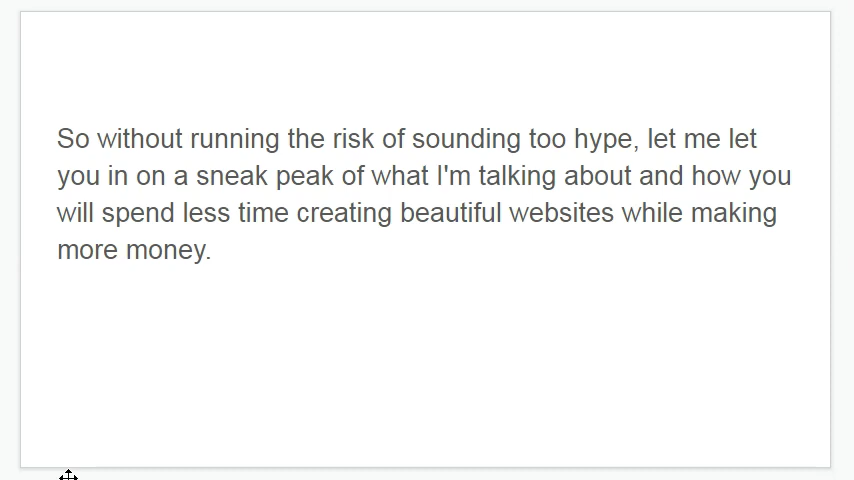 So without running the risk of sounding too hype, let me let
you in on a sneak peak of what I'm talking about and how you
will spend less time creating beautiful websites while making
more money.